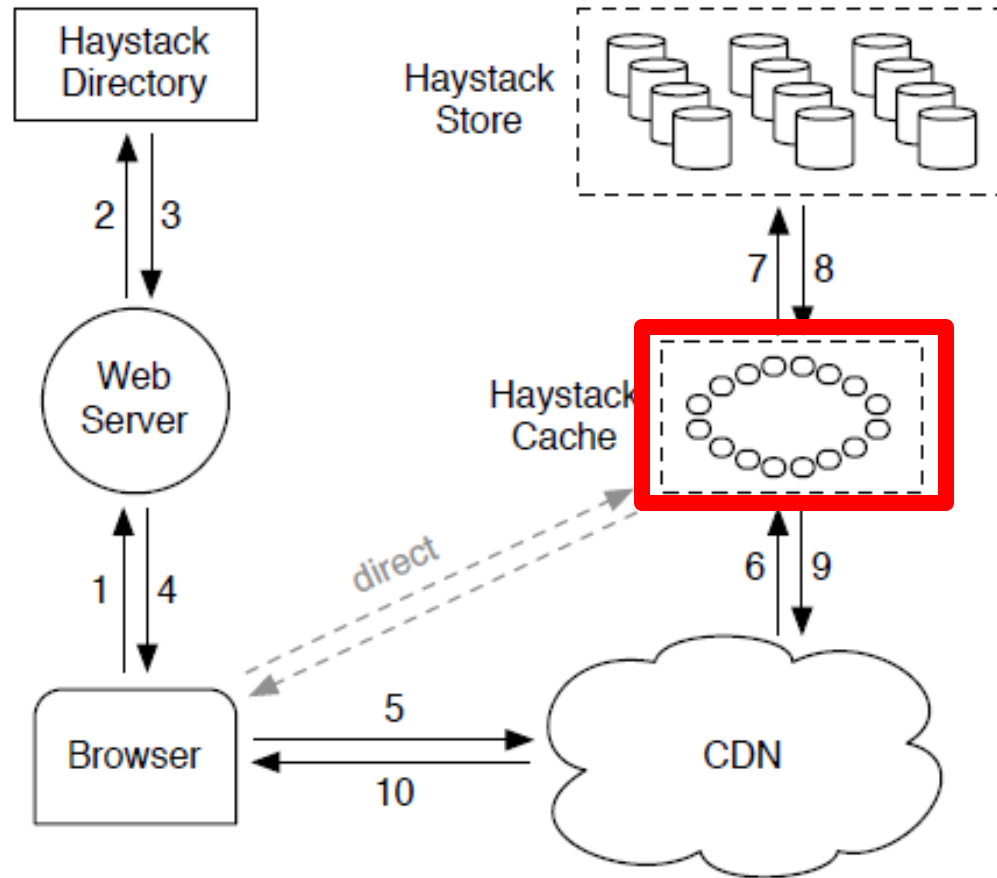 Haystack
Directory
Haystack
Store
2
3
7
8
Web
Server
Haystack
Cache
direct
1
4
6
9
5
Browser
CDN
10